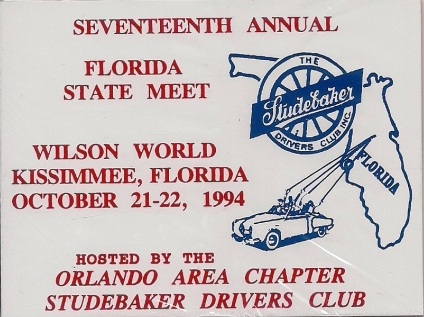 SEVENTEENTH ANNUAL
FLORIDA
STATE MEET
THE
Studebaker
DRIVERS CLUB INC.
WILSON WORLD
KISSIMMEE, FLORIDA
OCTOBER 21-22, 1994
FLORIDA
HOSTED BY THE
ORLANDO AREA CHAPTER
STUDEBAKER DRIVERS CLUB